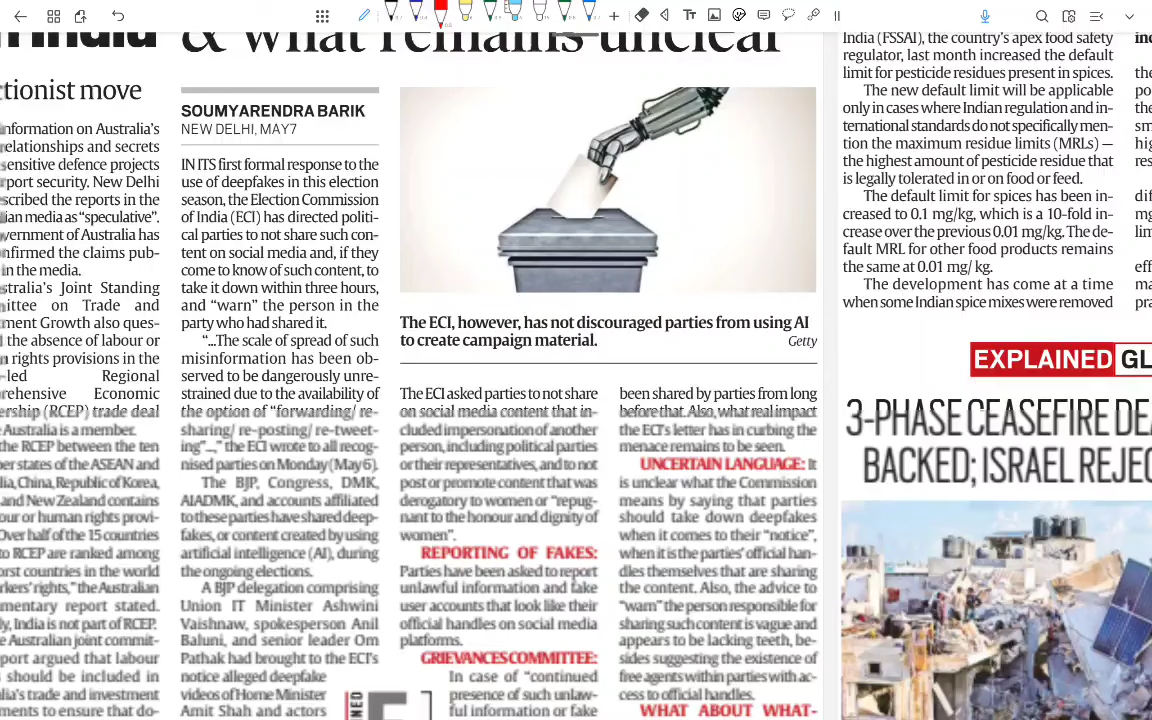 & what remains unclear
tionist move
nformation on Australia's
elationships and secrets
ensitive defence projects
port security. New Delhi
scribed the reports in the
ian media as “speculative”.
vernment of Australia has
nfirmed the claims pub-
in the media.
stralia's Joint Standing
mittee on Trade and
ment Growth also ques-
the absence of labour or
n rights provisions in the
-led Regional
rehensive Economic
ership (RCEP) trade deal
Australia is a member.
the RCEP between the ten
er states of the ASEAN and
lia, China, Republic of Korea,
and New Zealand contains
our or human rights provi-
Over half of the 15 countries
to RCEP are ranked among
orst countries in the world
rkers' rights,” the Australian
mentary report stated.
ly, India is not part of RCEP.
e Australian joint commit-
port argued that labour
s should be included in
lia's trade and investment
ments to ensure that do-
SOUMYARENDRA BARIK
NEW DELHI, MAY7
IN ITS first formal response to the
use of deepfakes in this election
season, the Election Commission
of India (ECI) has directed politi-
cal parties to not share such con-
tent on social media and, if they
come to know of such content, to
take it down within three hours,
and “warn” the person in the
party who had shared it.
“...The scale of spread of such
misinformation has been ob-
served to be dangerously unre-
strained due to the availability of
the option of “forwarding/ re-
sharing/ re-posting/ re-tweet-
ing”...,” the ECI wrote to all recog-
nised parties on Monday (May 6).
The BJP, Congress, DMK,
AIADMK, and accounts affiliated
to these parties have shared deep-
fakes, or content created by using
artificial intelligence (AI), during
the ongoing elections.
A BJP delegation comprising
Union IT Minister Ashwini
Vaishnaw, spokesperson Anil
Baluni, and senior leader Om
Pathak had brought to the ECI's
notice alleged deepfake
videos of Home Minister
Amit Shah and actors
The ECI, however, has not discouraged parties from using AI
to create campaign material.
Getty
The ECI asked parties to not share
on social media content that in-
cluded impersonation of another
person, including political parties
or their representatives, and to not
post or promote content that was
derogatory to women or “repug-
nant to the honour and dignity of
women”.
REPORTING OF FAKES:
Parties have been asked to report
unlawful information and fake
user accounts that look like their
official handles on social media
platforms.
GRIEVANCES COMMITTEE:
In case of “continued
presence of such unlaw-
ful information or fake
been shared by parties from long
before that. Also, what real impact
the ECI's letter has in curbing the
menace remains to be seen.
UNCERTAIN LANGUAGE: It
is unclear what the Commission
means by saying that parties
should take down deepfakes
when it comes to their “notice”,
when it is the parties' official han-
dles themselves that are sharing
the content. Also, the advice to
“warn” the person responsible for
sharing such content is vague and
appears to be lacking teeth, be-
sides suggesting the existence of
free agents within parties with ac-
cess to official handles.
WHAT ABOUT WHAT-
India (FSSAI), the country's apex food safety
regulator, last month increased the default
limit for pesticide residues present in spices.
The new default limit will be applicable
only in cases where Indian regulation and in-
ternational standards do not specifically men-
tion the maximum residue limits (MRLs) —
the highest amount of pesticide residue that
is legally tolerated in or on food or feed.
The default limit for spices has been in-
creased to 0.1 mg/kg, which is a 10-fold in-
crease over the previous 0.01 mg/kg. The de-
fault MRL for other food products remains
the same at 0.01 mg/ kg.
The development has come at a time
when some Indian spice mixes were removed
EXPLAINED GL
3-PHASE CEASEFIRE DE
BACKED; ISRAEL REJEC